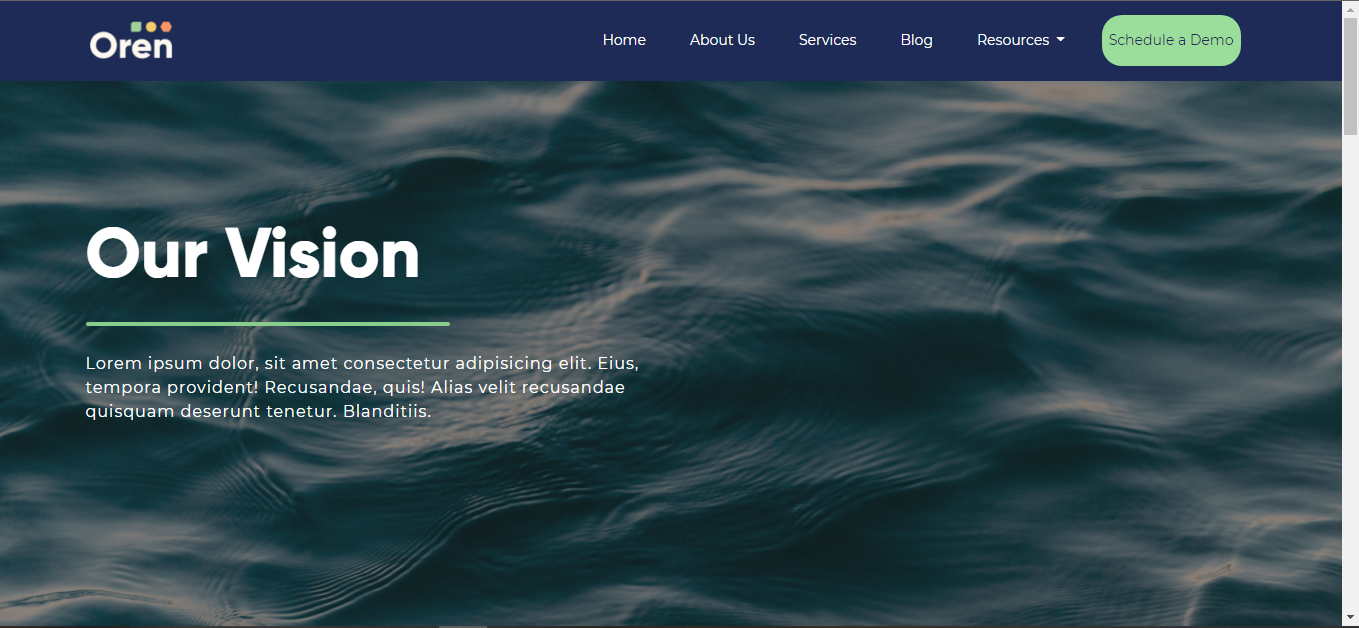 Oren
Home About Us Services Blog Resources Schedule a Demo
Our Vision
Lorem ipsum dolor, sit amet consectetur adipisicing elit. Eius,
tempora provident! Recusandae, quis! Alias velit recusandae
quisquam deserunt tenetur. Blanditiis.